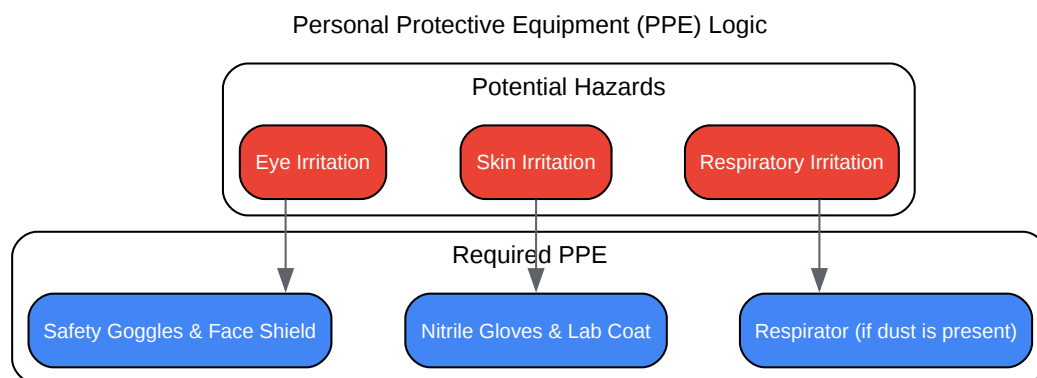 Personal Protective Equipment (PPE) Logic
Potential Hazards
Eye Irritation
Skin Irritation
Respiratory Irritation
Required PPE
Safety Goggles & Face Shield
Nitrile Gloves & Lab Coat
Respirator (if dust is present)